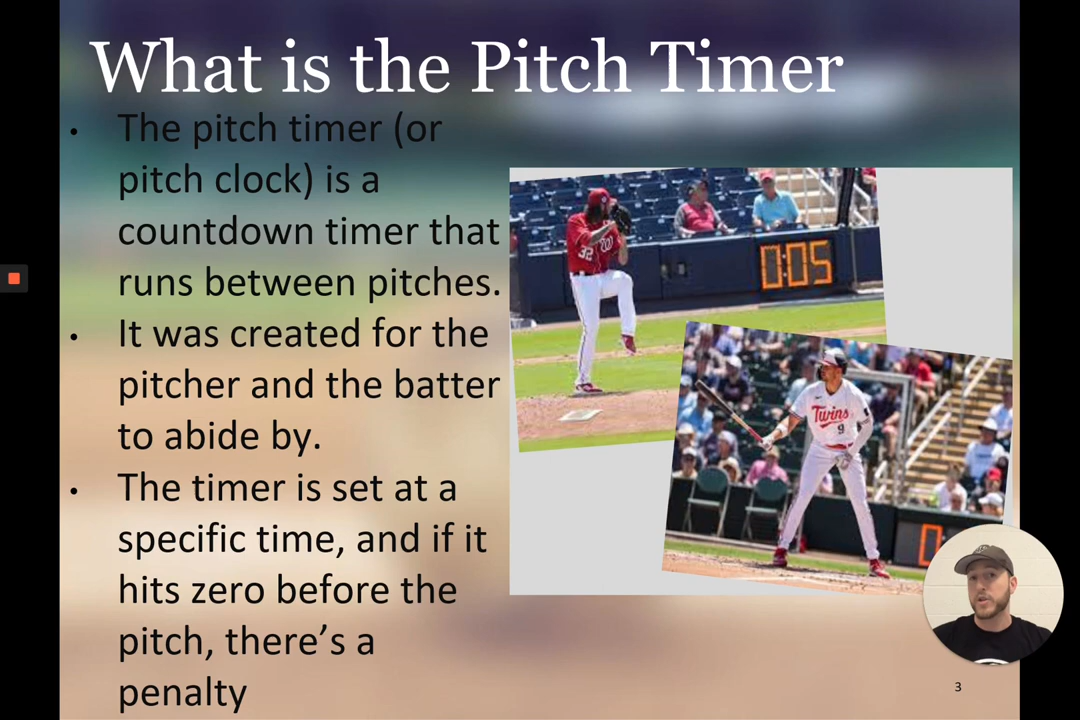 What is the Pitch Timer
• The pitch timer (or
pitch clock) is a
countdown timer that
runs between pitches.
• It was created for the
pitcher and the batter
to abide by.
• The timer is set at a
specific time, and if it
hits zero before the
pitch, there’s a
penalty
32
W
0:05
Twins
9
0
3